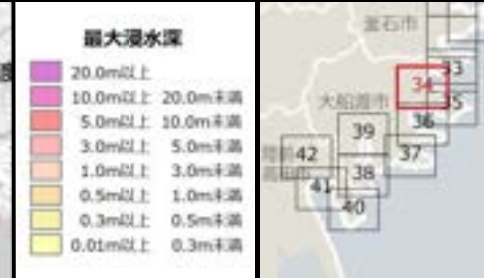 最大浸水深
20.0m以上
10.0m以上 20.0m未満
5.0m以上 10.0m未満
3.0m以上 5.0m未満
1.0m以上 3.0m未満
0.5m以上 1.0m未満
0.3m以上 0.5m未満
0.01m以上 0.3m未満
釜石市
33
34
大船渡市
35
36
39
42
37
38
41
40